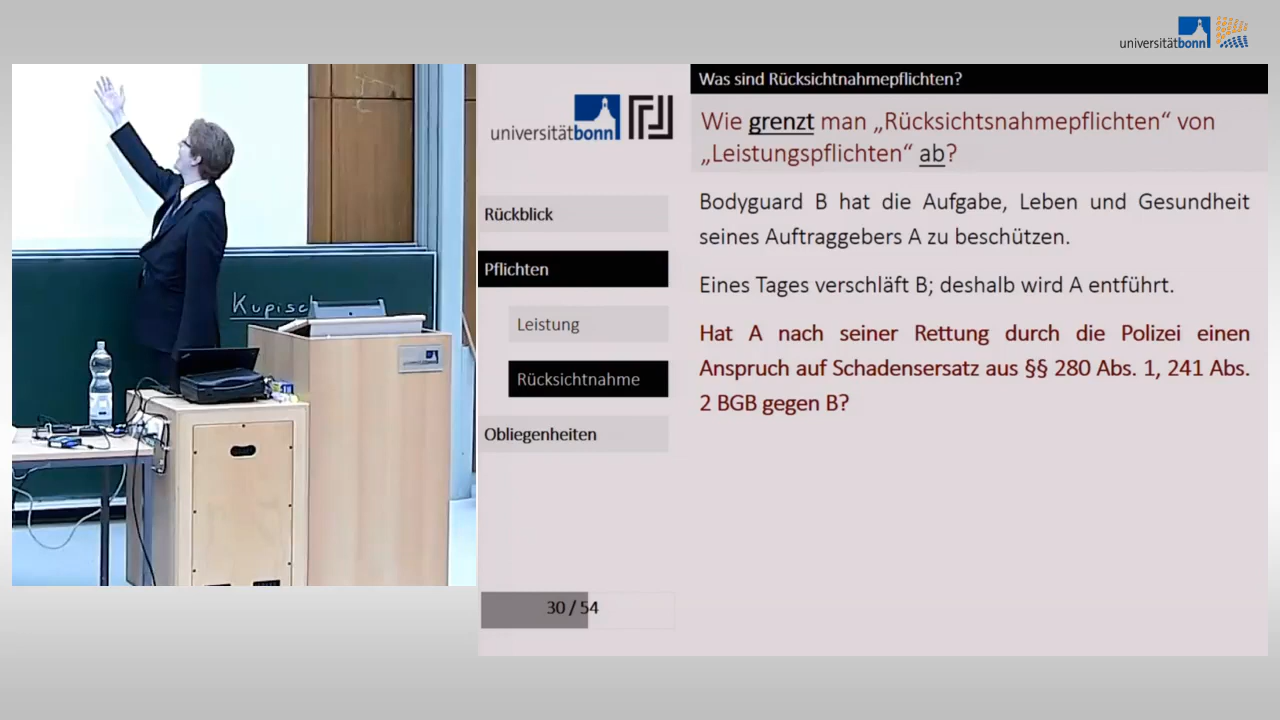 universitätbonn
universitätbonn
Was sind Rücksichtnahmepflichten?
Wie grenzt man „Rücksichtsnahmepflichten“ von
„Leistungspflichten“ ab?
Rückblick
Pflichten
Leistung
Rücksichtnahme
Obliegenheiten
Bodyguard B hat die Aufgabe, Leben und Gesundheit
seines Auftraggebers A zu beschützen.
Eines Tages verschläft B; deshalb wird A entführt.
Hat A nach seiner Rettung durch die Polizei einen
Anspruch auf Schadensersatz aus §§ 280 Abs. 1, 241 Abs.
2 BGB gegen B?
Kupisc
30 / 54